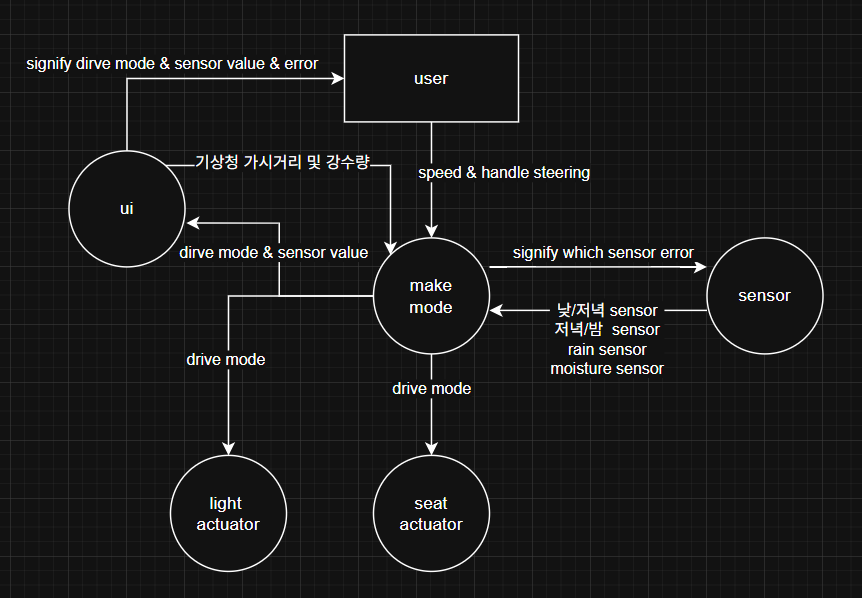 signify dirve mode & sensor value & error
user
기상청 가시거리 및 강수량
speed & handle steering
ui
dirve mode & sensor value
signify which sensor error
make
mode
sensor
낮/저녁 sensor
저녁/밤 sensor
rain sensor
moisture sensor
drive mode
drive mode
light
actuator
seat
actuator